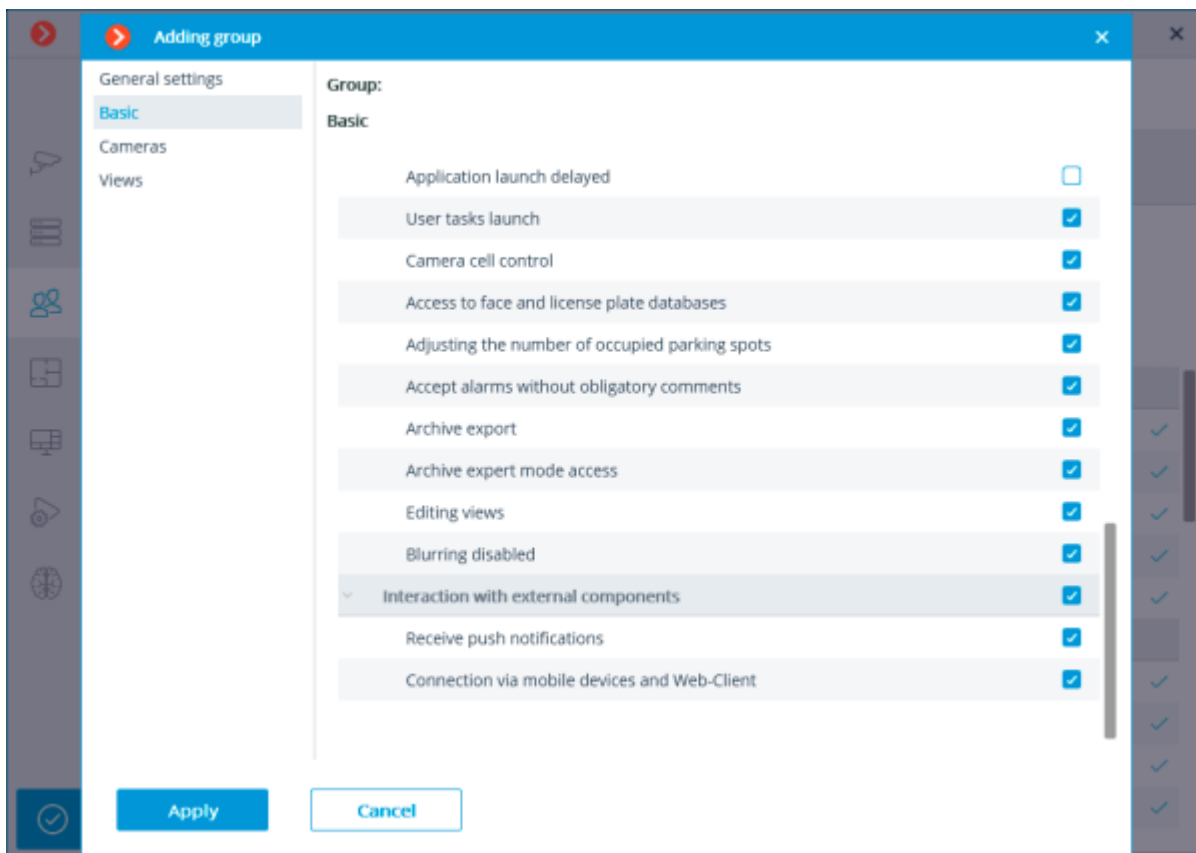 Adding group
General settings
Basic
Cameras
Views
Group:
Basic
Application launch delayed
User tasks launch
Camera cell control
Access to face and license plate databases
Adjusting the number of occupied parking spots
Accept alarms without obligatory comments
Archive export
Archive expert mode access
Editing views
Blurring disabled
Interaction with external components
Receive push notifications
Connection via mobile devices and Web-Client
Apply
Cancel